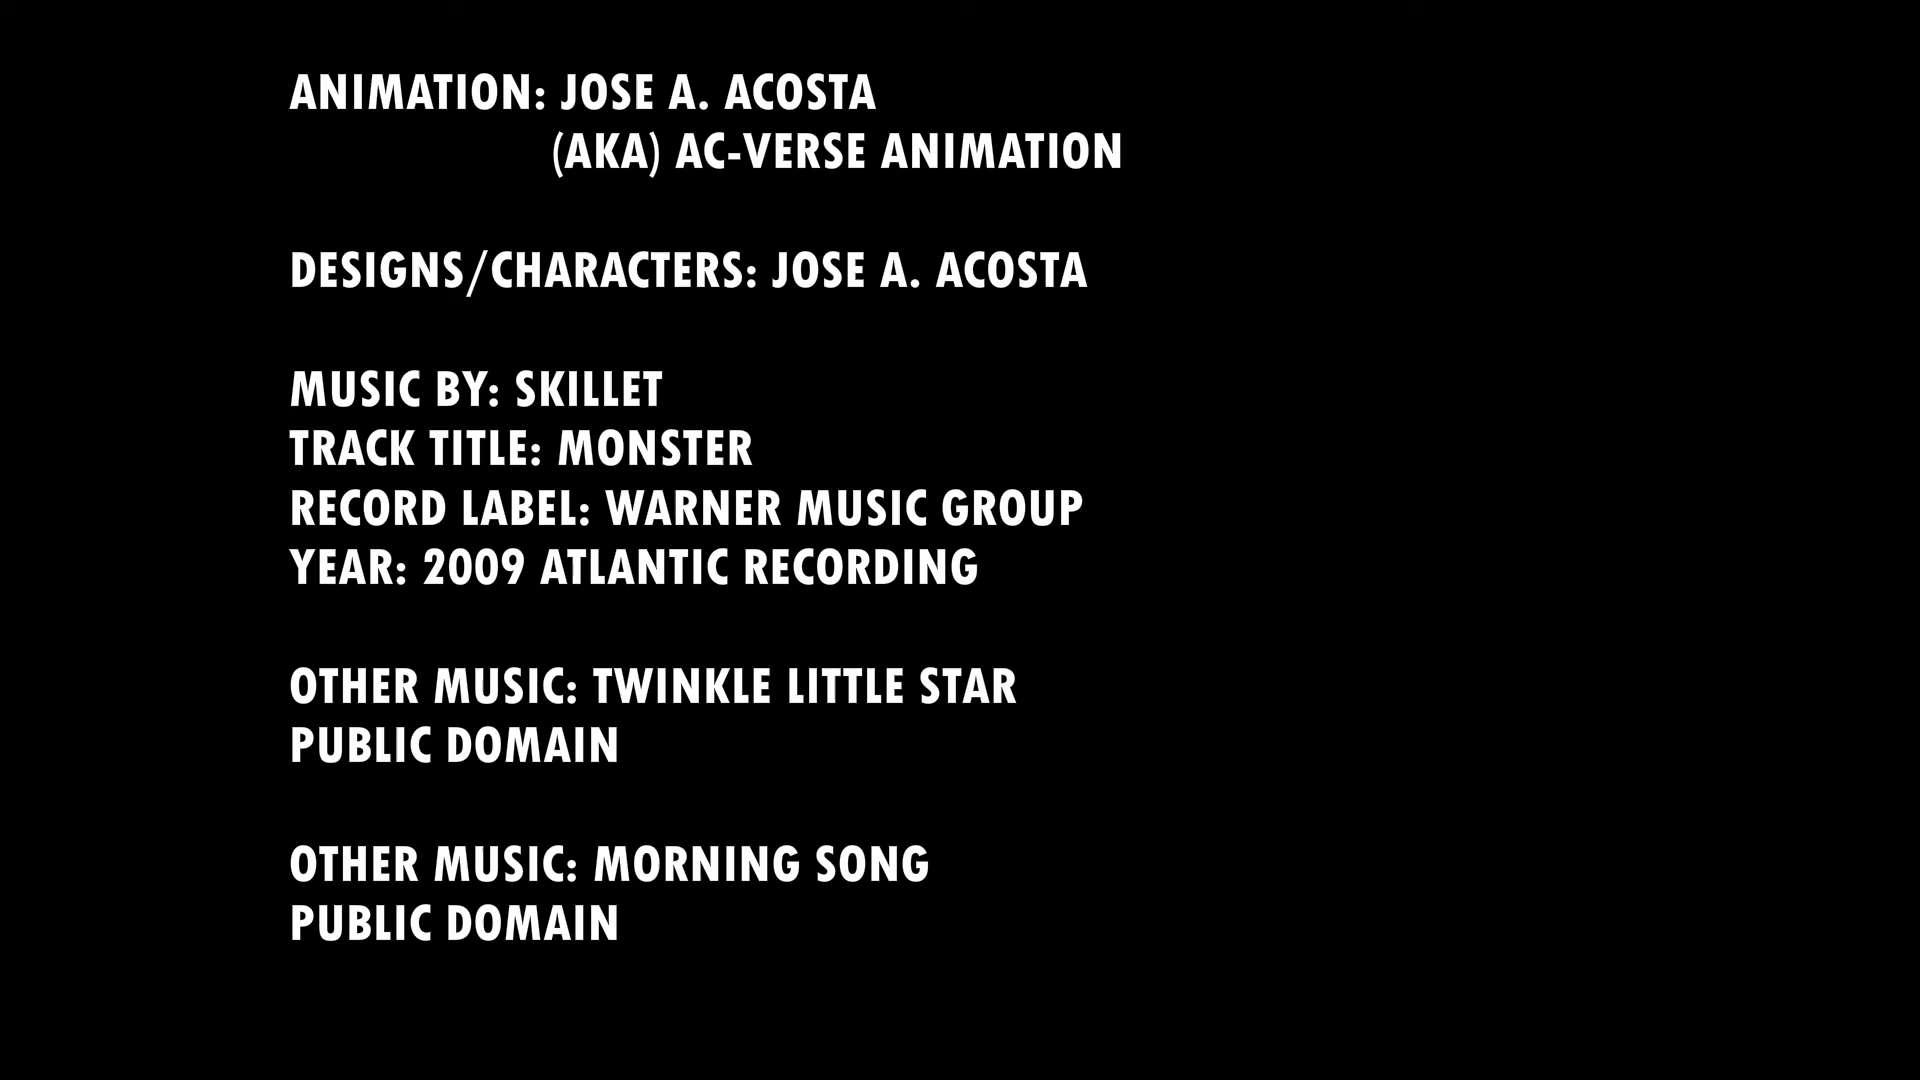 ANIMATION: JOSE A. ACOSTA
(AKA) AC-VERSE ANIMATION
DESIGNS/CHARACTERS: JOSE A. ACOSTA
MUSIC BY: SKILLET
TRACK TITLE: MONSTER
RECORD LABEL: WARNER MUSIC GROUP
YEAR: 2009 ATLANTIC RECORDING
OTHER MUSIC: TWINKLE LITTLE STAR
PUBLIC DOMAIN
OTHER MUSIC: MORNING SONG
PUBLIC DOMAIN